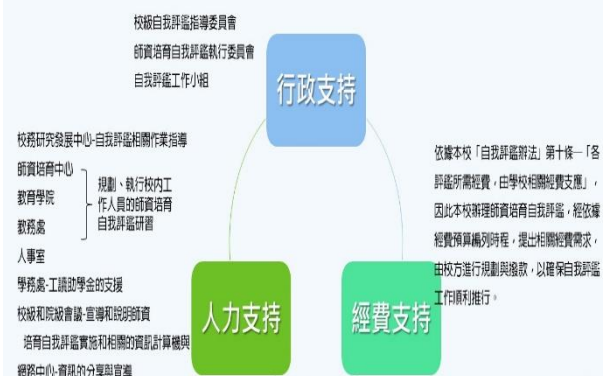 校級自我評鑑指導委員會
師資培育自我評鑑執行委員會
自我評鑑工作小組
行政支持
校務研究發展中心-自我評鑑相關作業指導
師資培育中心
教育學院
教務處
規劃、執行校內工
作人員的師資培育
自我評鑑研習
人事室
學務處-工讀助學金的支援
校級和院級會議-宣導和說明師資
培育自我評鑑實施和相關的資訊計算機與
網路中心-資訊的分享與宣導
人力支持
經費支持
依據本校「自我評鑑辦法」第十條─「各
評鑑所需經費，由學校相關經費支應」，
因此本校辦理師資培育自我評鑑，經依據
經費預算編列時程，提出相關經費需求，
由校方進行規劃與撥款，以確保自我評鑑
工作順利推行。